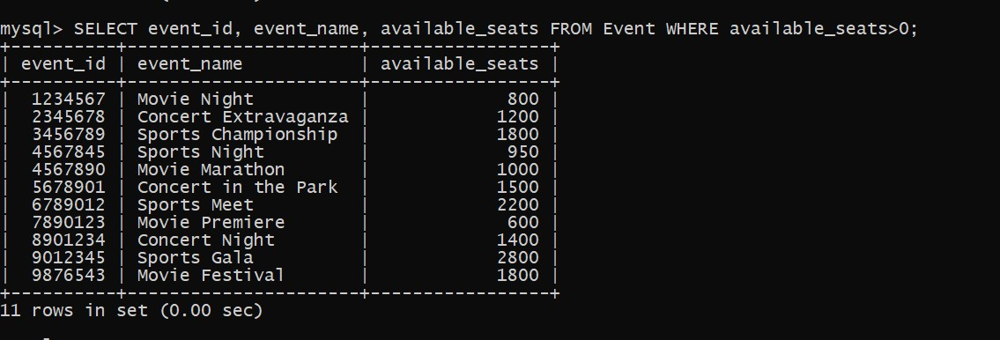 mysql> SELECT event_id, event_name, available_seats FROM Event WHERE available_seats>0;
+----------+----------------------+-----------------+
| event_id | event_name           | available_seats |
+----------+----------------------+-----------------+
|  1234567 | Movie Night          |             800 |
|  2345678 | Concert Extravaganza |            1200 |
|  3456789 | Sports Championship  |            1800 |
|  4567845 | Sports Night         |             950 |
|  4567890 | Movie Marathon       |            1000 |
|  5678901 | Concert in the Park  |            1500 |
|  6789012 | Sports Meet          |            2200 |
|  7890123 | Movie Premiere       |             600 |
|  8901234 | Concert Night        |            1400 |
|  9012345 | Sports Gala          |            2800 |
|  9876543 | Movie Festival       |            1800 |
+----------+----------------------+-----------------+
11 rows in set (0.00 sec)